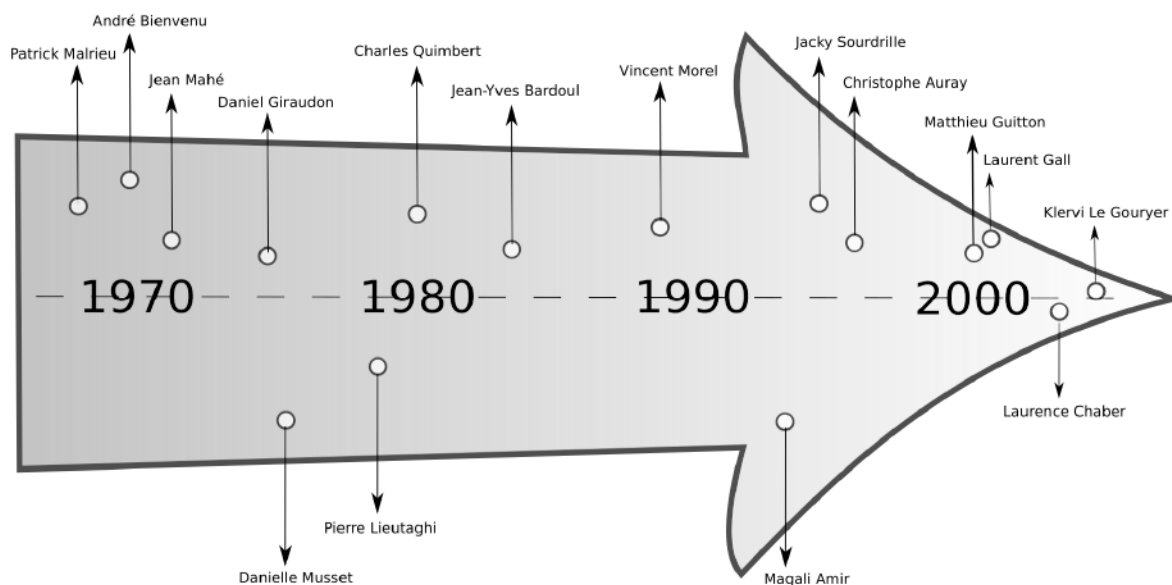 André Bienvenu
Patrick Malrieu
Jean Mahé
Daniel Giraudon
Charles Quimbert
Jean-Yves Bardoul
Vincent Morel
Jacky Sourdrille
Christophe Auray
Matthieu Guitton
Laurent Gall
Klervi Le Gouryer
1970
1980
1990
2000
Laurence Chaber
Pierre Lieutaghi
Danielle Musset
Magali Amir